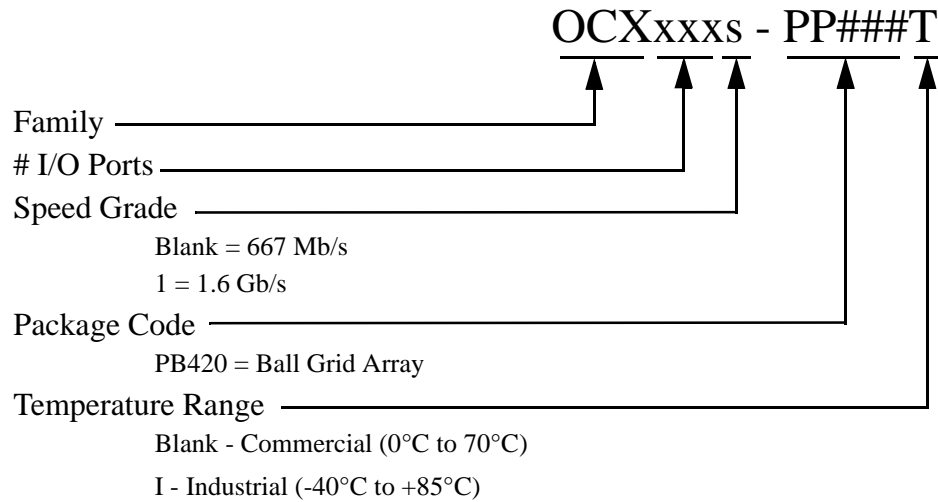 OCXxxxs - PP###T
Family
# I/O Ports
Speed Grade
Blank = 667 Mb/s
1 = 1.6 Gb/s
Package Code
PB420 = Ball Grid Array
Temperature Range
Blank - Commercial (0°C to 70°C)
I - Industrial (-40°C to +85°C)